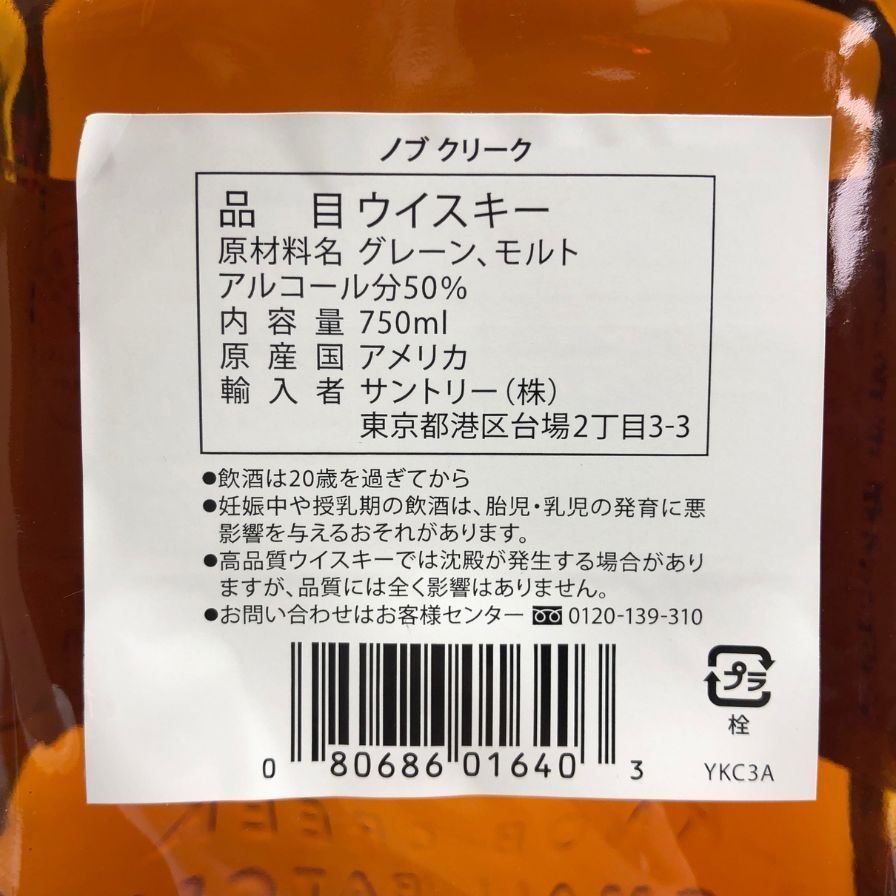 ノブ クリーク
品目 ウイスキー
原材料名 グレーン、モルト
アルコール分50%
内容量 750ml
原産国 アメリカ
輸入者 サントリー(株)
東京都港区台場2丁目3-3
●飲酒は20歳を過ぎてから
●妊娠中や授乳期の飲酒は、胎児・乳児の発育に悪
影響を与えるおそれがあります。
●高品質ウイスキーでは沈殿が発生する場合があり
ますが、品質には全く影響はありません。
●お問い合わせはお客様センター 0120-139-310
プラ
栓
0 80686 01640 3
YKC3A